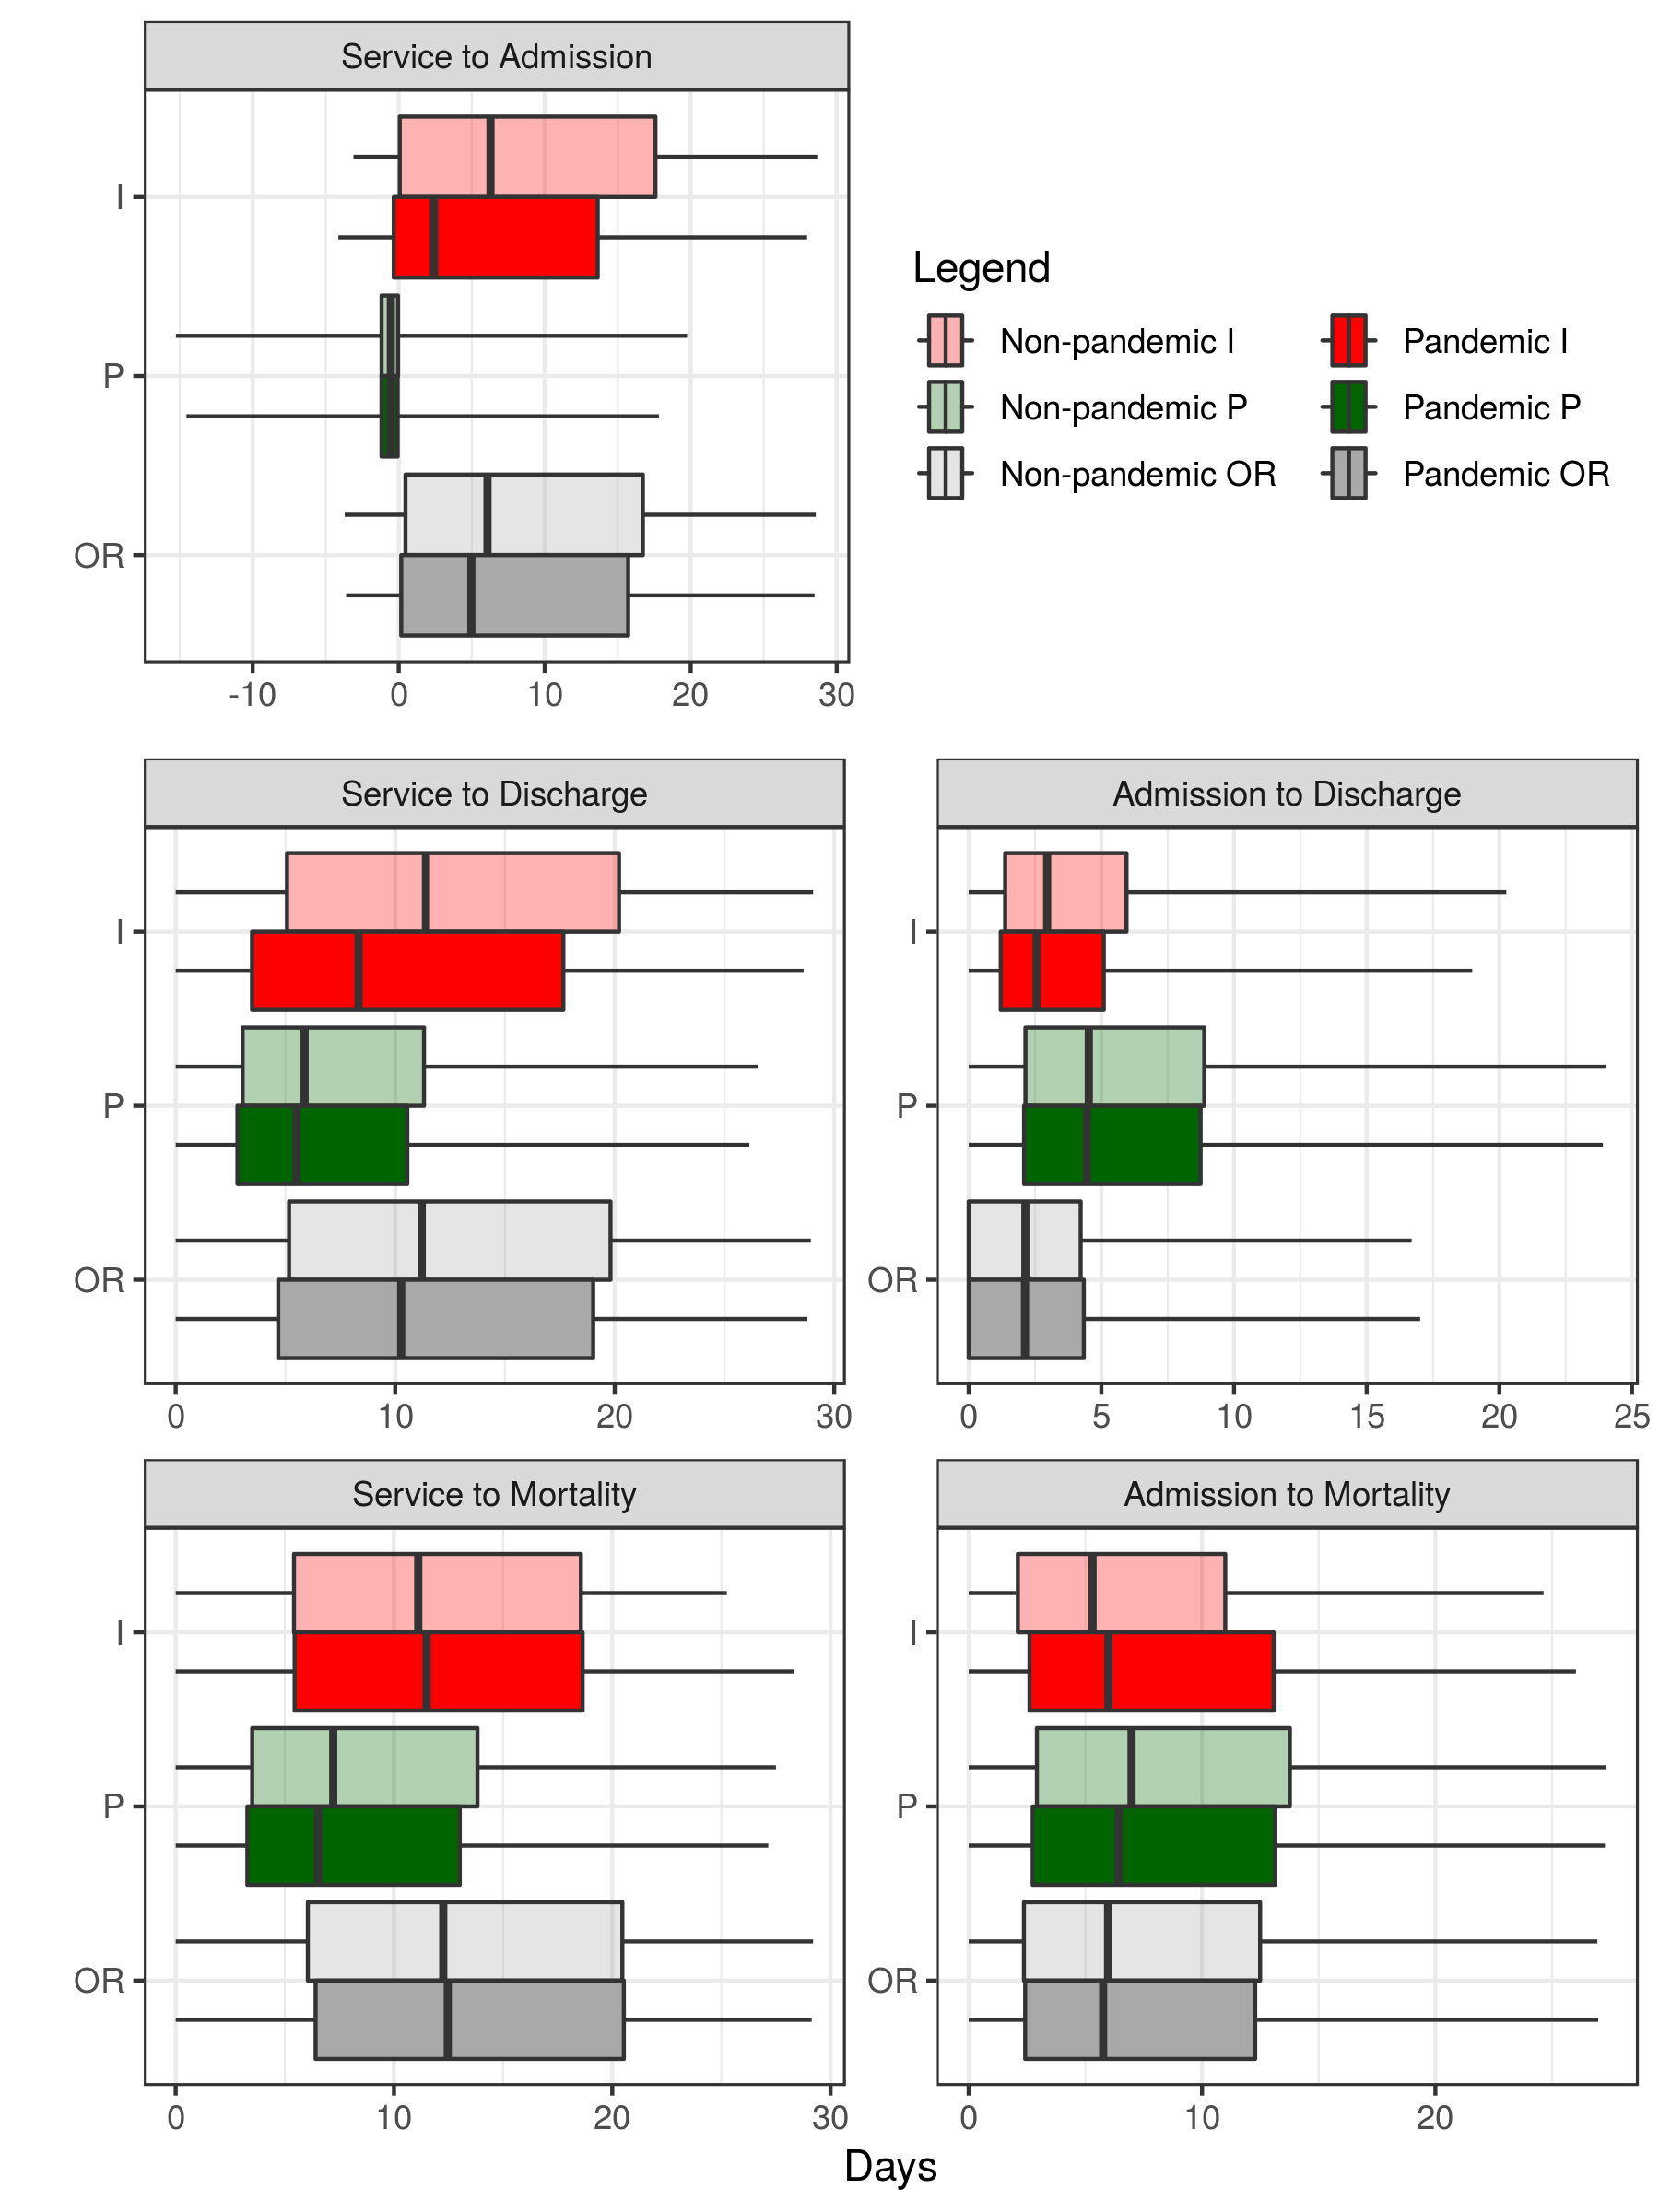 Service to Admission
I
P
OR
-10 0 10 20 30
Legend
Non-pandemic I Pandemic I
Non-pandemic P Pandemic P
Non-pandemic OR Pandemic OR
Service to Discharge
I
P
OR
0 10 20 30
Admission to Discharge
I
P
OR
0 5 10 15 20 25
Service to Mortality
I
P
OR
0 10 20 30
Admission to Mortality
I
P
OR
0 10 20
Days